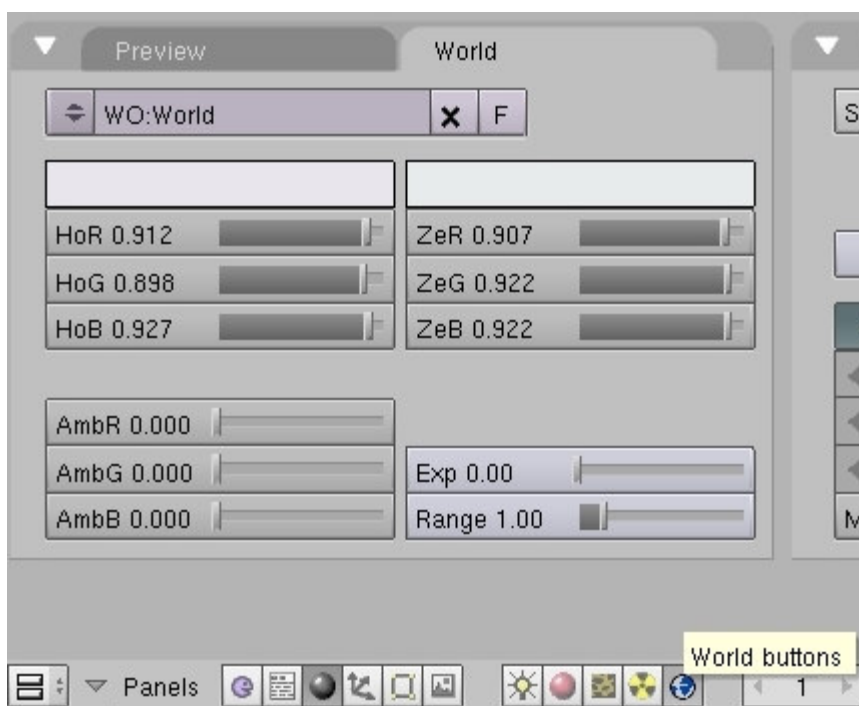 Preview World
WO:World F
S
HoR 0.912 ZeR 0.907
HoG 0.898 ZeG 0.922
HoB 0.927 ZeB 0.922
AmbR 0.000
AmbG 0.000 Exp 0.00
AmbB 0.000 Range 1.00
M
World buttons
Panels 1